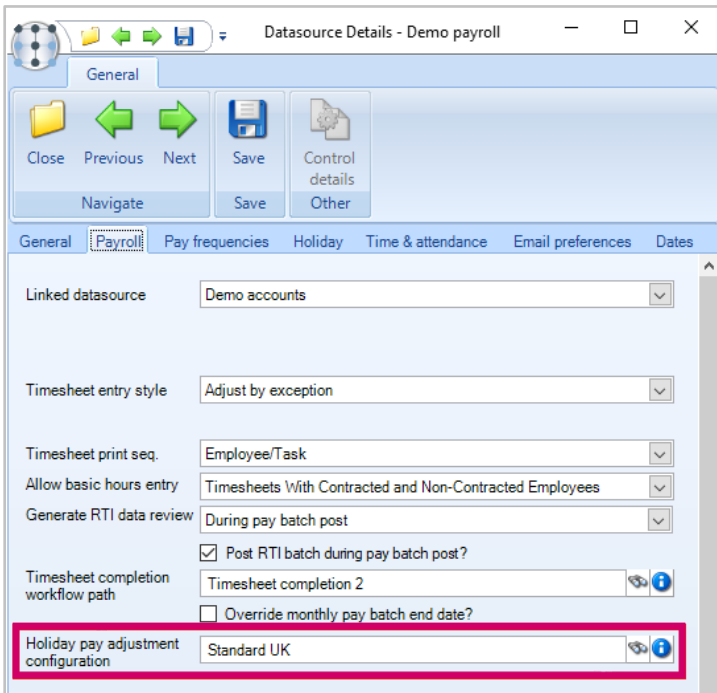 Datasource Details - Demo payroll
General
Close Previous Next Save Control details
Navigate Save Other
General Payroll Pay frequencies Holiday Time & attendance Email preferences Dates
Linked datasource Demo accounts
Timesheet entry style Adjust by exception
Timesheet print seq. Employee/Task
Allow basic hours entry Timesheets With Contracted and Non-Contracted Employees
Generate RTI data review During pay batch post
Post RTI batch during pay batch post?
Timesheet completion workflow path Timesheet completion 2
Override monthly pay batch end date?
Holiday pay adjustment configuration Standard UK